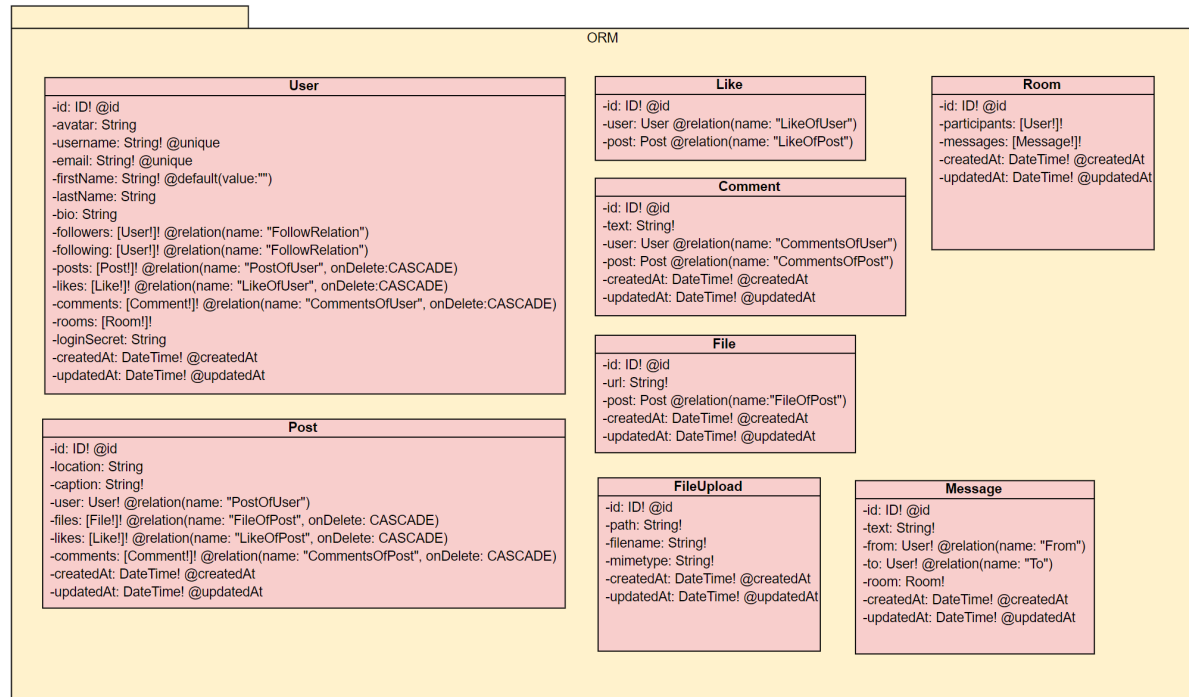 ORM
User
-id: ID! @id
-avatar: String
-username: String! @unique
-email: String! @unique
-firstName: String! @default(value:"")
-lastName: String
-bio: String
-followers: [User!]! @relation(name: "FollowRelation")
-following: [User!]! @relation(name: "FollowRelation")
-posts: [Post!]! @relation(name: "PostOfUser", onDelete:CASCADE)
-likes: [Like!]! @relation(name: "LikeOfUser", onDelete:CASCADE)
-comments: [Comment!]! @relation(name: "CommentsOfUser", onDelete:CASCADE)
-rooms: [Room!]!
-loginSecret: String
-createdAt: DateTime! @createdAt
-updatedAt: DateTime! @updatedAt
Post
-id: ID! @id
-location: String
-caption: String!
-user: User! @relation(name: "PostOfUser")
-files: [File!]! @relation(name: "FileOfPost", onDelete: CASCADE)
-likes: [Like!]! @relation(name: "LikeOfPost", onDelete: CASCADE)
-comments: [Comment!]! @relation(name: "CommentsOfPost", onDelete: CASCADE)
-createdAt: DateTime! @createdAt
-updatedAt: DateTime! @updatedAt
Like
-id: ID! @id
-user: User @relation(name: "LikeOfUser")
-post: Post @relation(name: "LikeOfPost")
Comment
-id: ID! @id
-text: String!
-user: User @relation(name: "CommentsOfUser")
-post: Post @relation(name: "CommentsOfPost")
-createdAt: DateTime! @createdAt
-updatedAt: DateTime! @updatedAt
File
-id: ID! @id
-url: String!
-post: Post @relation(name:"FileOfPost")
-createdAt: DateTime! @createdAt
-updatedAt: DateTime! @updatedAt
FileUpload
-id: ID! @id
-path: String!
-filename: String!
-mimetype: String!
-createdAt: DateTime! @createdAt
-updatedAt: DateTime! @updatedAt
Room
-id: ID! @id
-participants: [User!]!
-messages: [Message!]!
-createdAt: DateTime! @createdAt
-updatedAt: DateTime! @updatedAt
Message
-id: ID! @id
-text: String!
-from: User! @relation(name: "From")
-to: User! @relation(name: "To")
-room: Room!
-createdAt: DateTime! @createdAt
-updatedAt: DateTime! @updatedAt